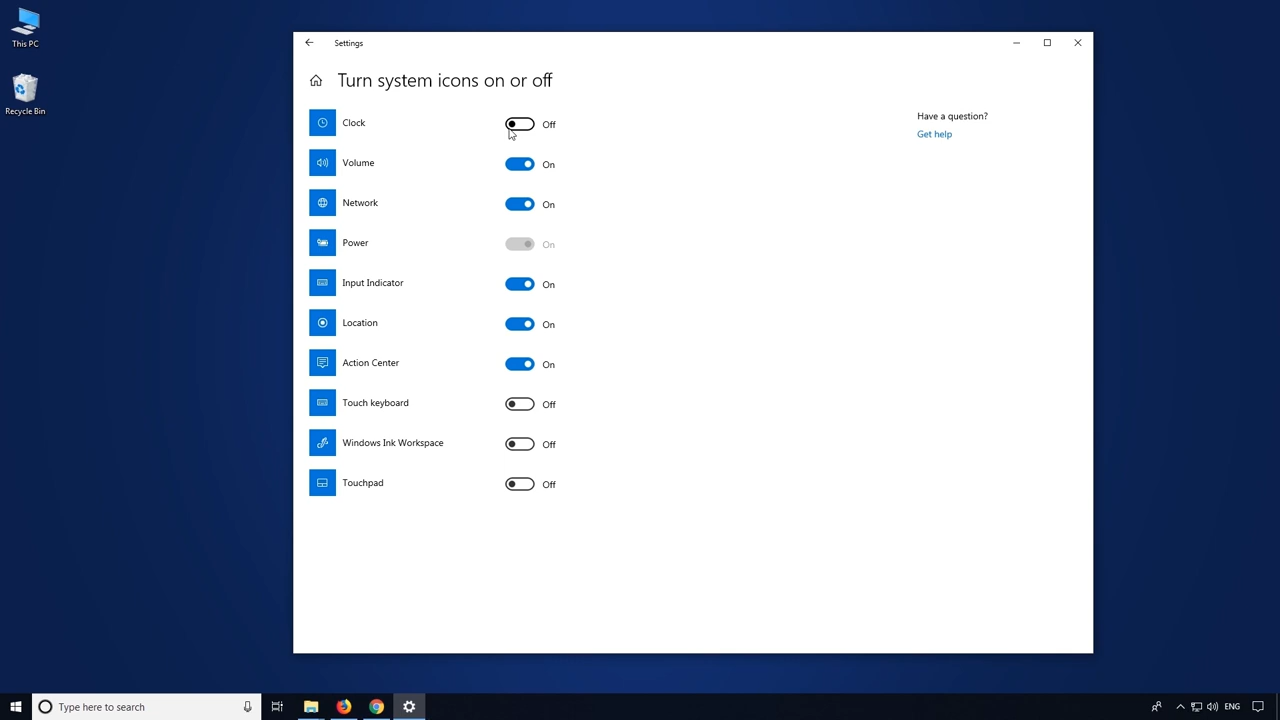 This PC
Recycle Bin
Settings
Turn system icons on or off
Clock Off
Volume On
Network On
Power On
Input Indicator On
Location On
Action Center On
Touch keyboard Off
Windows Ink Workspace Off
Touchpad Off
Have a question?
Get help
Type here to search
ENG